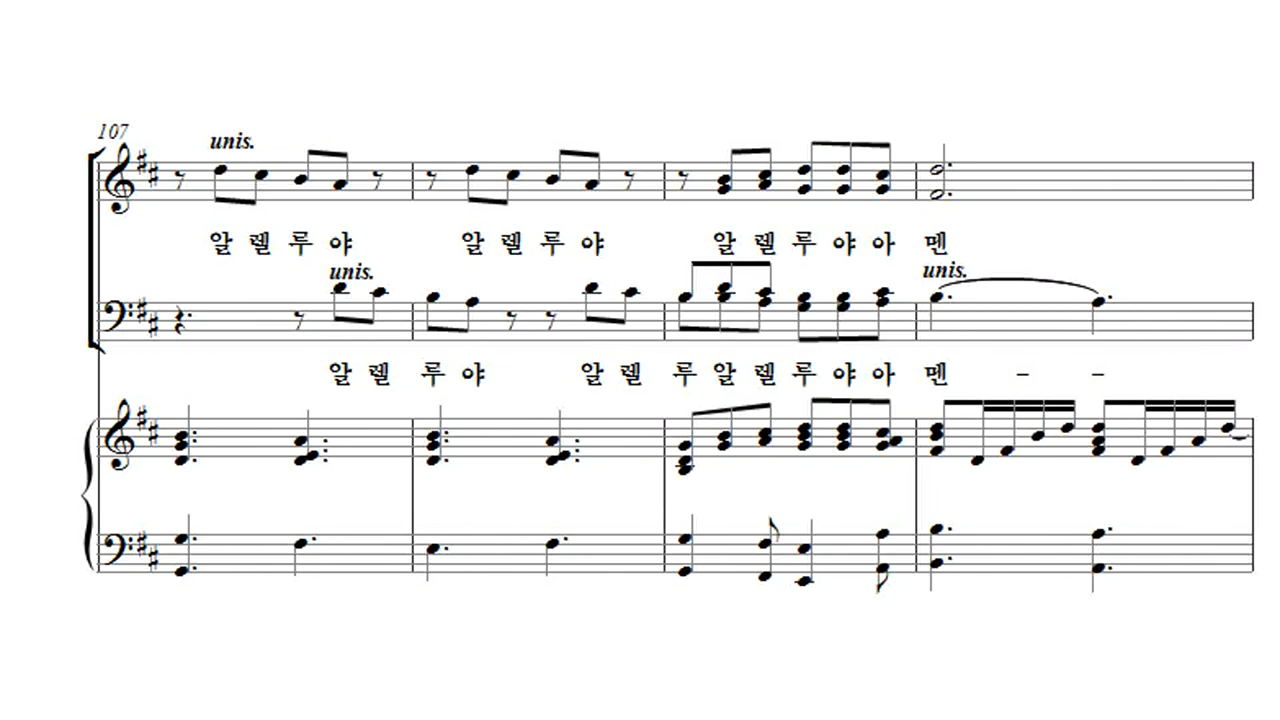 107
unis.
알 렐 루 야 알 렐 루 야 알 렐 루 야 아 멘
unis. unis.
알 렐 루 야 알 렐 루 알 렐 루 야 아 멘 - -